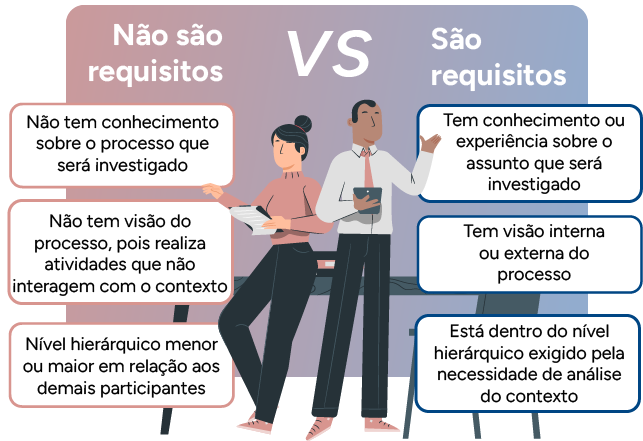 Não são
requisitos
VS
São
requisitos
Não tem conhecimento
sobre o processo que
será investigado
Não tem visão do
processo, pois realiza
atividades que não
interagem com o contexto
Nível hierárquico menor
ou maior em relação aos
demais participantes
Tem conhecimento ou
experiência sobre o
assunto que será
investigado
Tem visão interna
ou externa do
processo
Está dentro do nível
hierárquico exigido pela
necessidade de análise
do contexto